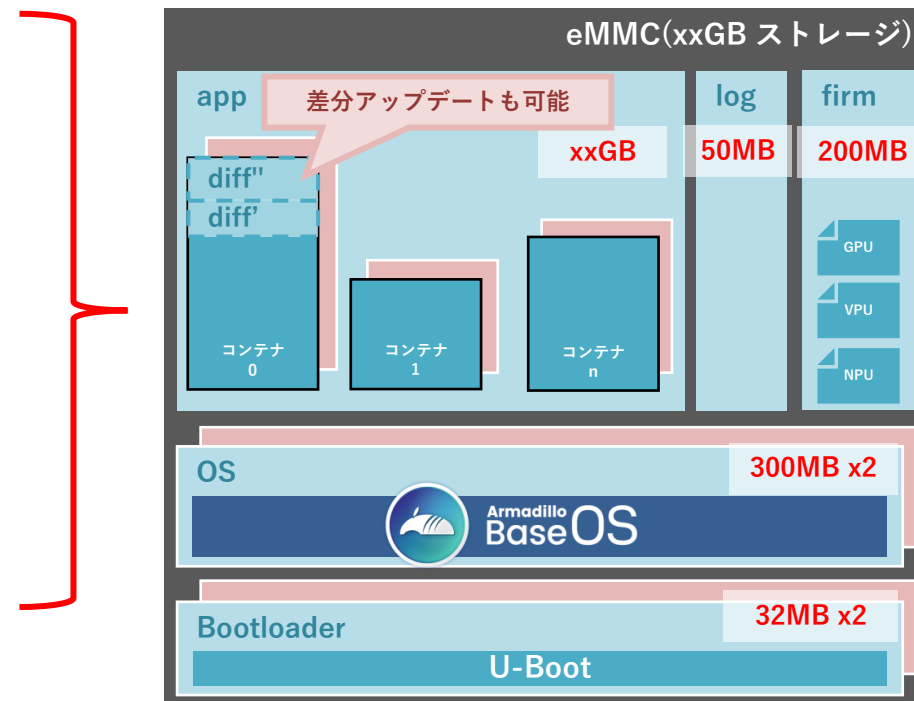 eMMC(xxGB ストレージ)
app
差分アップデートも可能
log
firm
xxGB
50MB
200MB
diff"
diff’
GPU
VPU
NPU
コンテナ
0
コンテナ
1
コンテナ
n
OS
300MB x2
Armadillo
Base OS
Bootloader
32MB x2
U-Boot